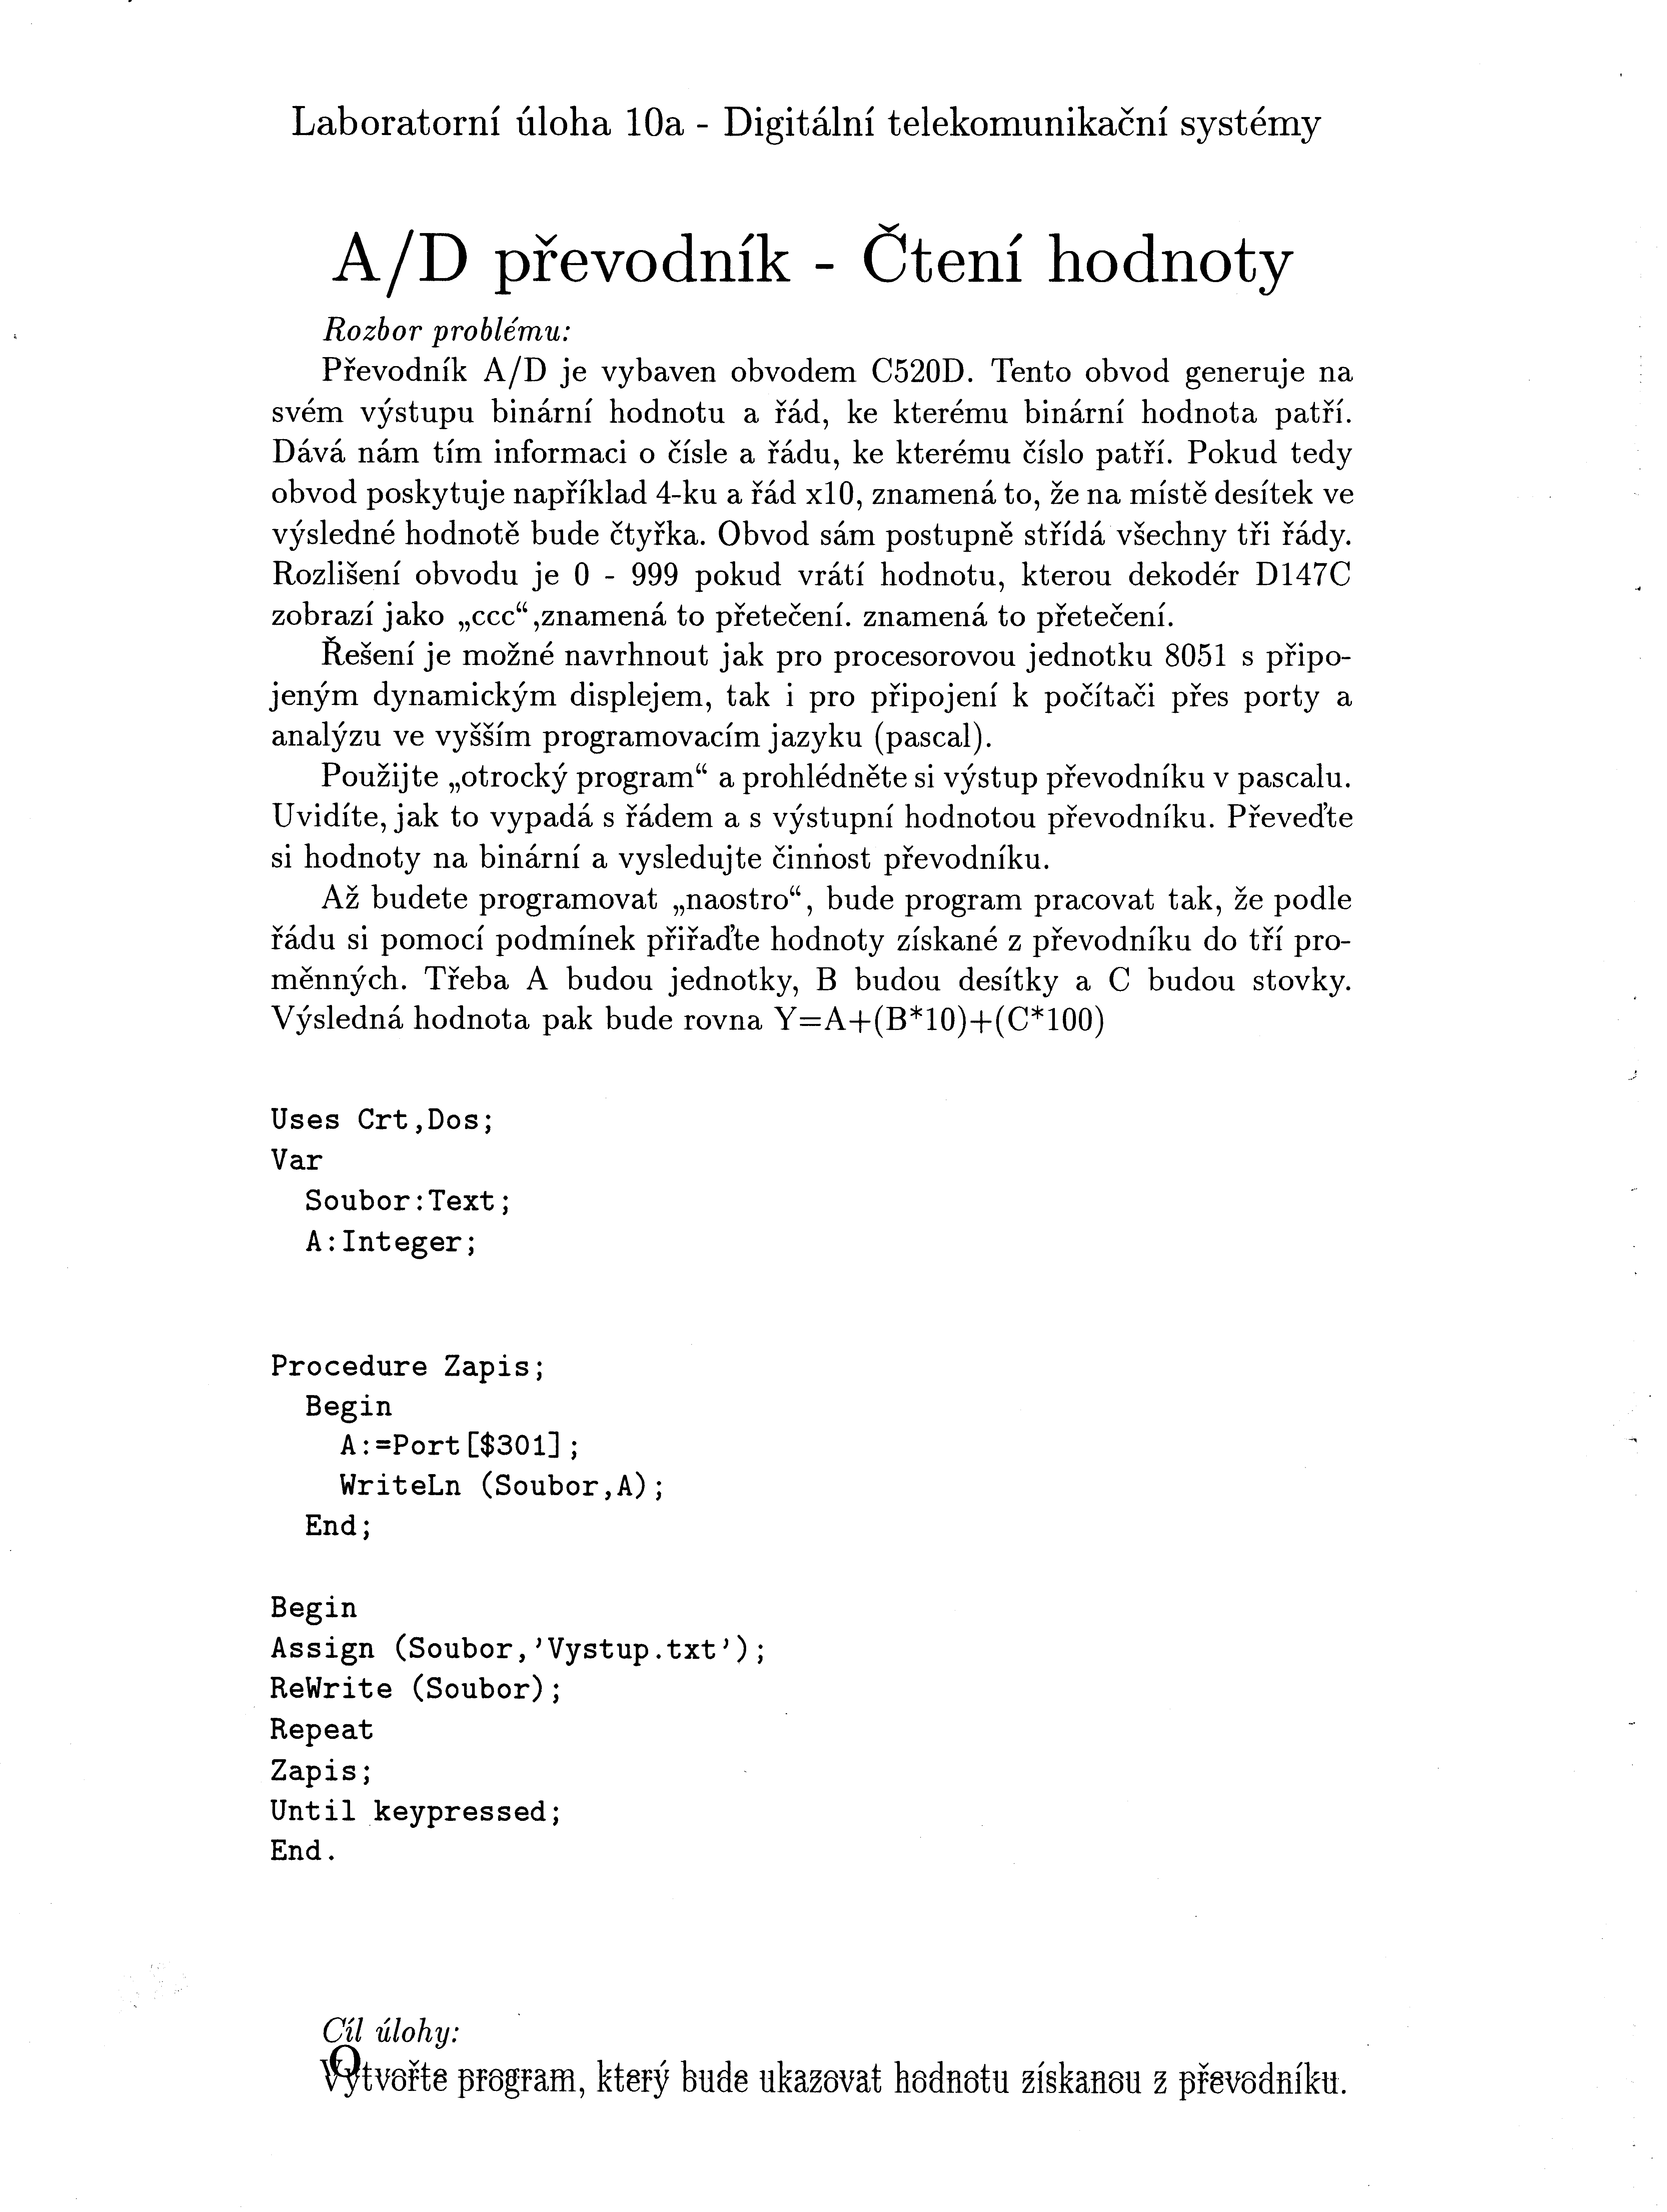 Laboratorní úloha 10a - Digitální telekomunikační systémy
A/D převodník - Čtení hodnoty
Rozbor problému:
Převodník A/D je vybaven obvodem C520D. Tento obvod generuje na
svém výstupu binární hodnotu a řád, ke kterému binární hodnota patří.
Dává nám tím informaci o čísle a řádu, ke kterému číslo patří. Pokud tedy
obvod poskytuje například 4-ku a řád x10, znamená to, že na místě desítek ve
výsledné hodnotě bude čtyřka. Obvod sám postupně střídá všechny tři řády.
Rozlišení obvodu je 0 - 999 pokud vrátí hodnotu, kterou dekodér D147C
zobrazí jako „ccc“,znamená to přetečení. znamená to přetečení.
Řešení je možné navrhnout jak pro procesorovou jednotku 8051 s připo-
jeným dynamickým displejem, tak i pro připojení k počítači přes porty a
analýzu ve vyšším programovacím jazyku (pascal).
Použijte „otrocký program“ a prohlédněte si výstup převodníku v pascalu.
Uvidíte, jak to vypadá s řádem a s výstupní hodnotou převodníku. Převeďte
si hodnoty na binární a vysledujte činnost převodníku.
Až budete programovat „naostro“, bude program pracovat tak, že podle
řádu si pomocí podmínek přiřaďte hodnoty získané z převodníku do tří pro-
měnných. Třeba A budou jednotky, B budou desítky a C budou stovky.
Výsledná hodnota pak bude rovna Y=A+(B*10)+(C*100)
Uses Crt,Dos;
Var
Soubor:Text;
A:Integer;
Procedure Zapis;
Begin
A:=Port[$301];
WriteLn (Soubor,A);
End;
Begin
Assign (Soubor,'Vystup.txt');
ReWrite (Soubor);
Repeat
Zapis;
Until keypressed;
End.
Cíl úlohy:
Vytvořte program, který bude ukazovat hodnotu získanou z převodníku.